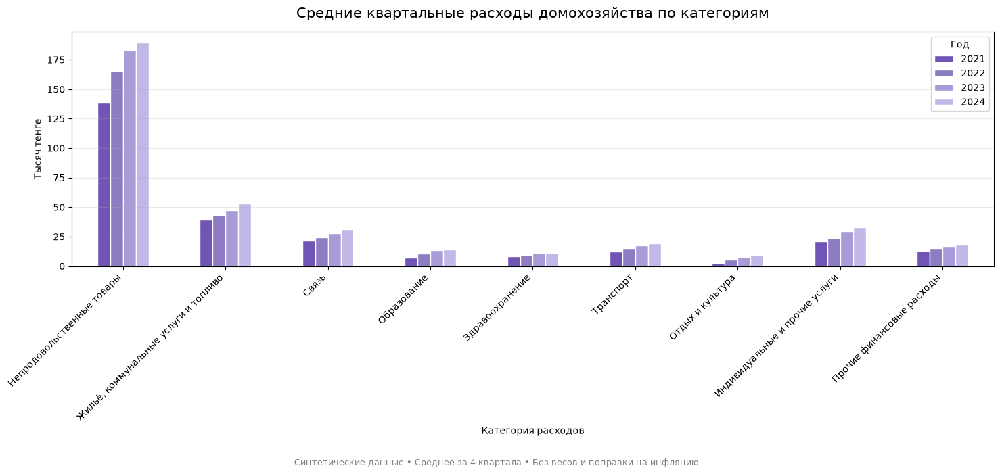 Средние квартальные расходы домохозяйства по категориям
Год
2021
2022
2023
2024
Тысяч тенге
175
150
125
100
75
50
25
0
Непродовольственные товары
Жильё, коммунальные услуги и топливо
Связь
Образование
Здравоохранение
Транспорт
Отдых и культура
Индивидуальные и прочие услуги
Прочие финансовые расходы
Категория расходов
Синтетические данные • Среднее за 4 квартала • Без весов и поправки на инфляцию